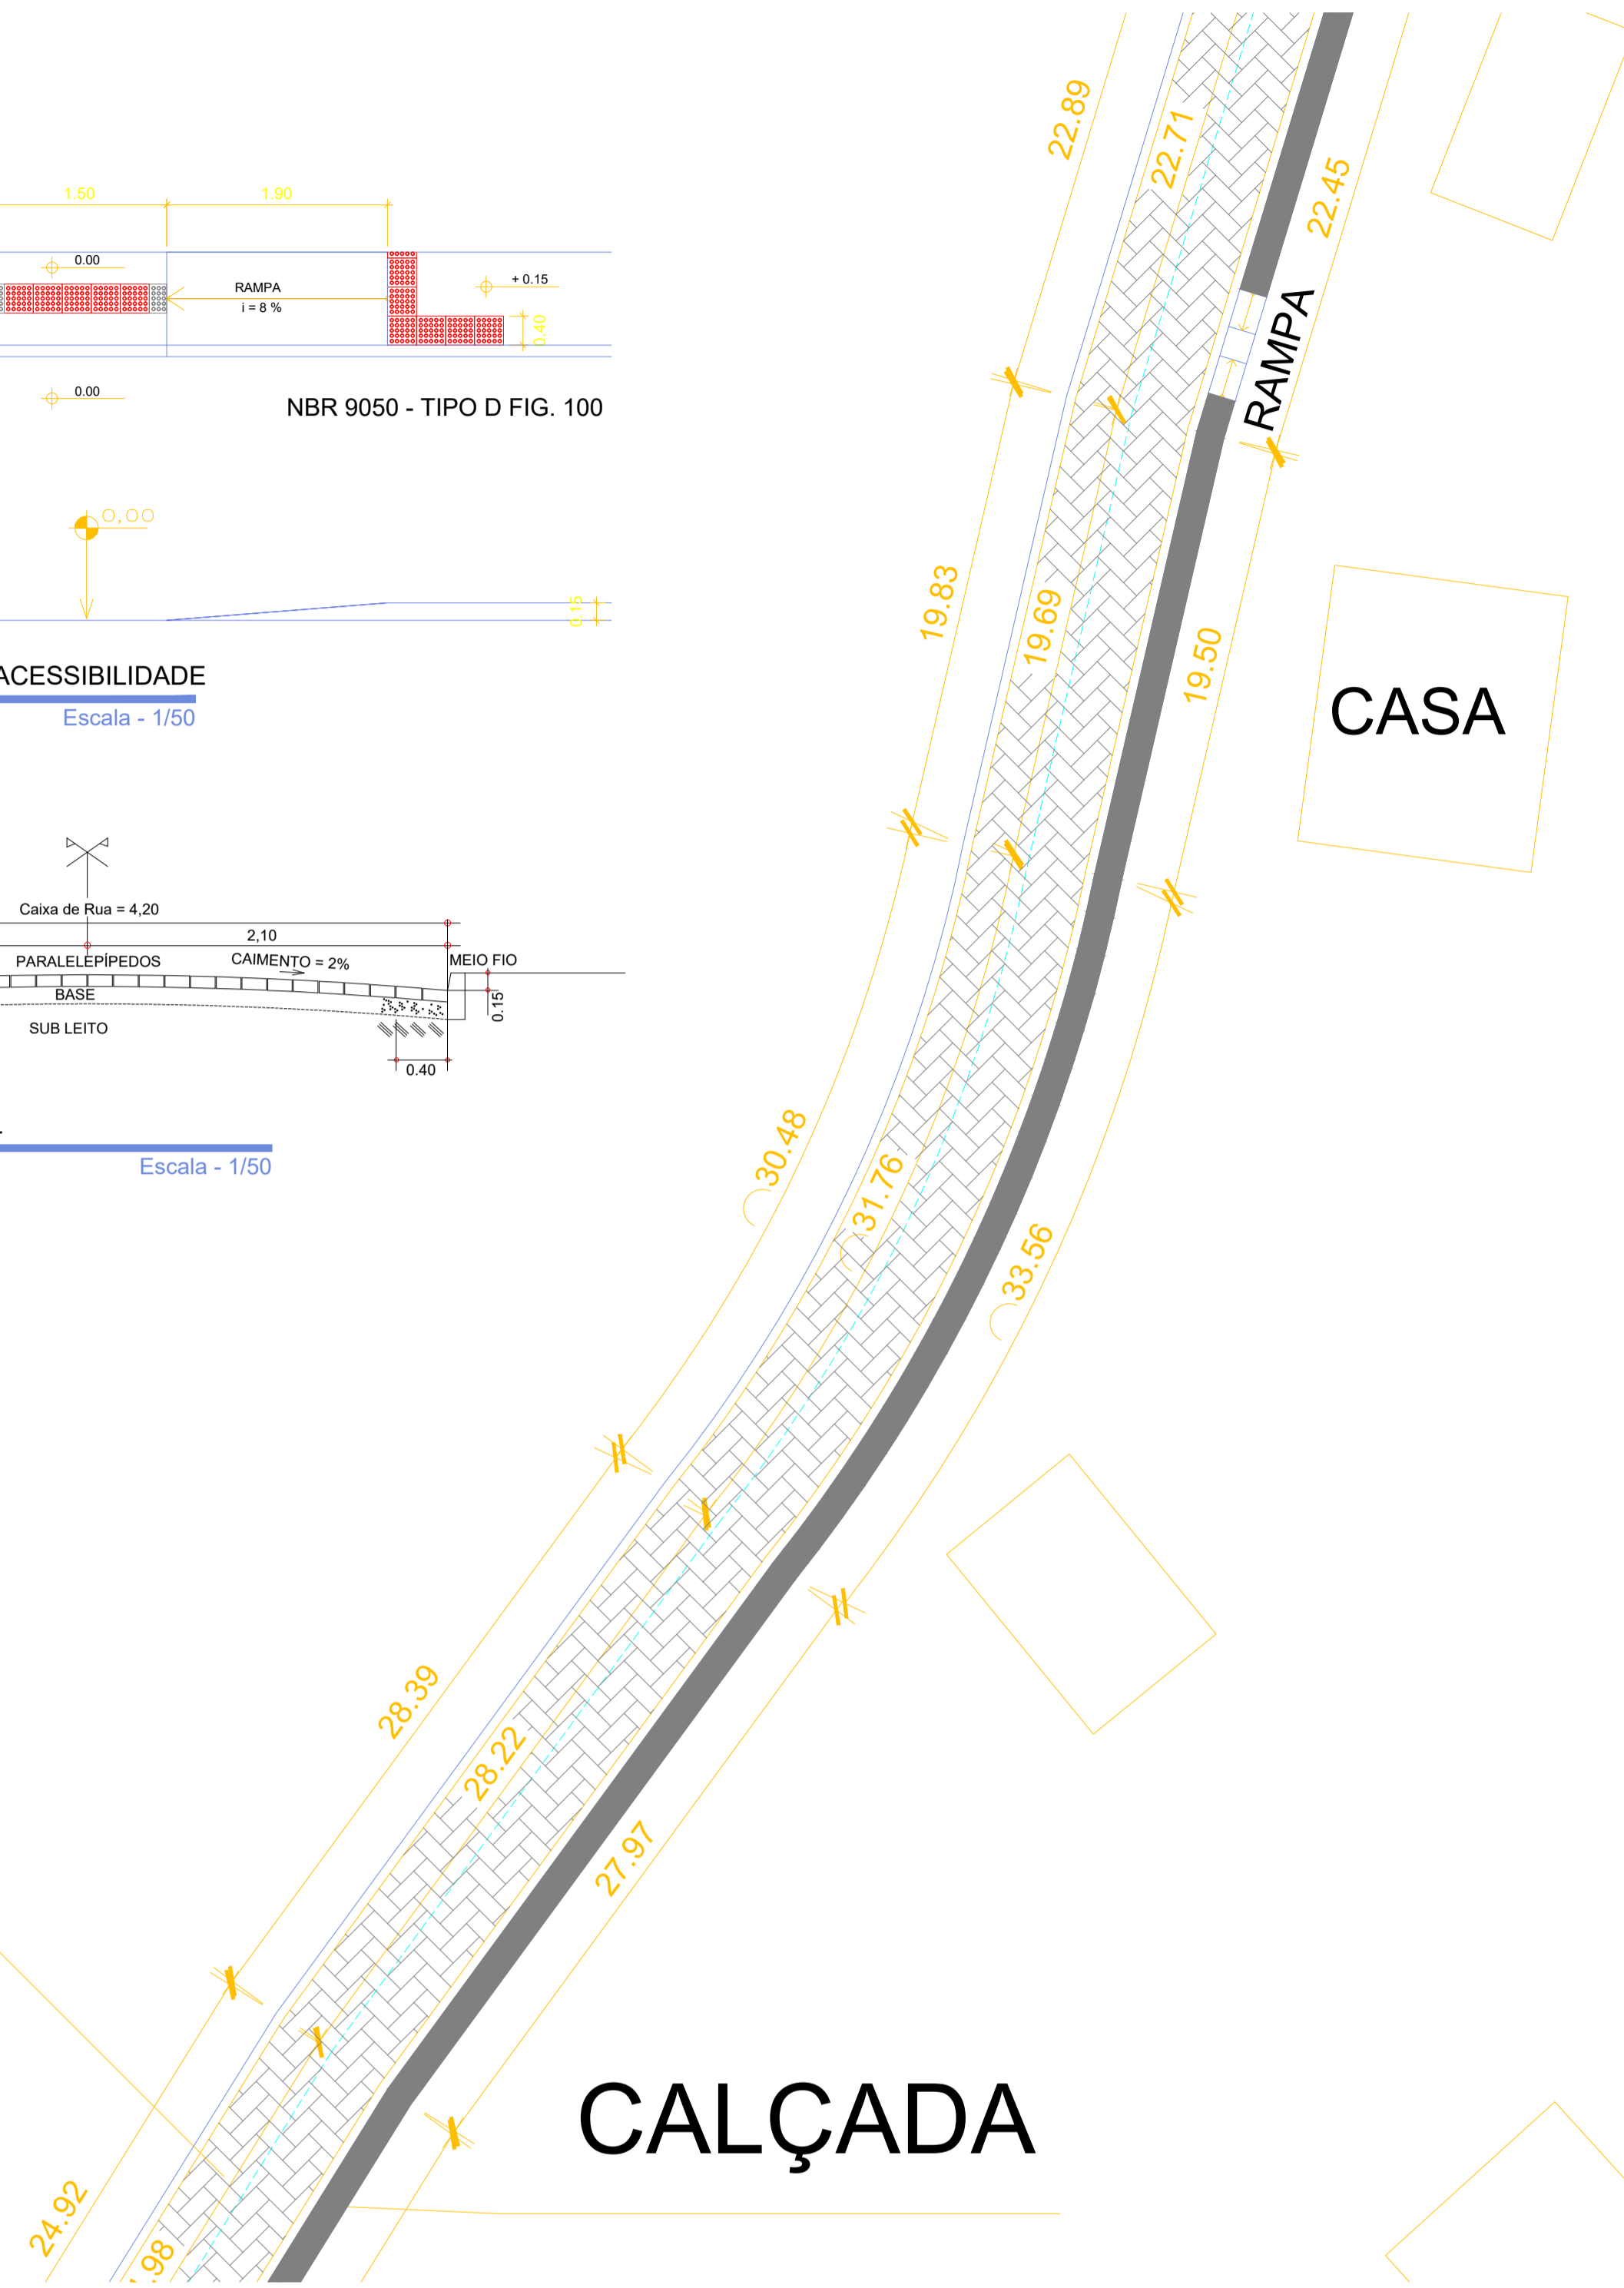 1.50
1.90
0.00
RAMPA
i = 8 %
+ 0.15
0.40
0.00
NBR 9050 - TIPO D FIG. 100
0,00
0.15
ACESSIBILIDADE
Escala - 1/50
Caixa de Rua = 4,20
2,10
PARALELEPÍPEDOS
CAIMENTO = 2%
MEIO FIO
BASE
0.15
SUB LEITO
0.40
Escala - 1/50
22.89
22.71
22.45
RAMPA
19.83
19.69
19.50
CASA
30.48
31.76
33.56
28.39
28.22
27.97
CALÇADA
24.92
.98